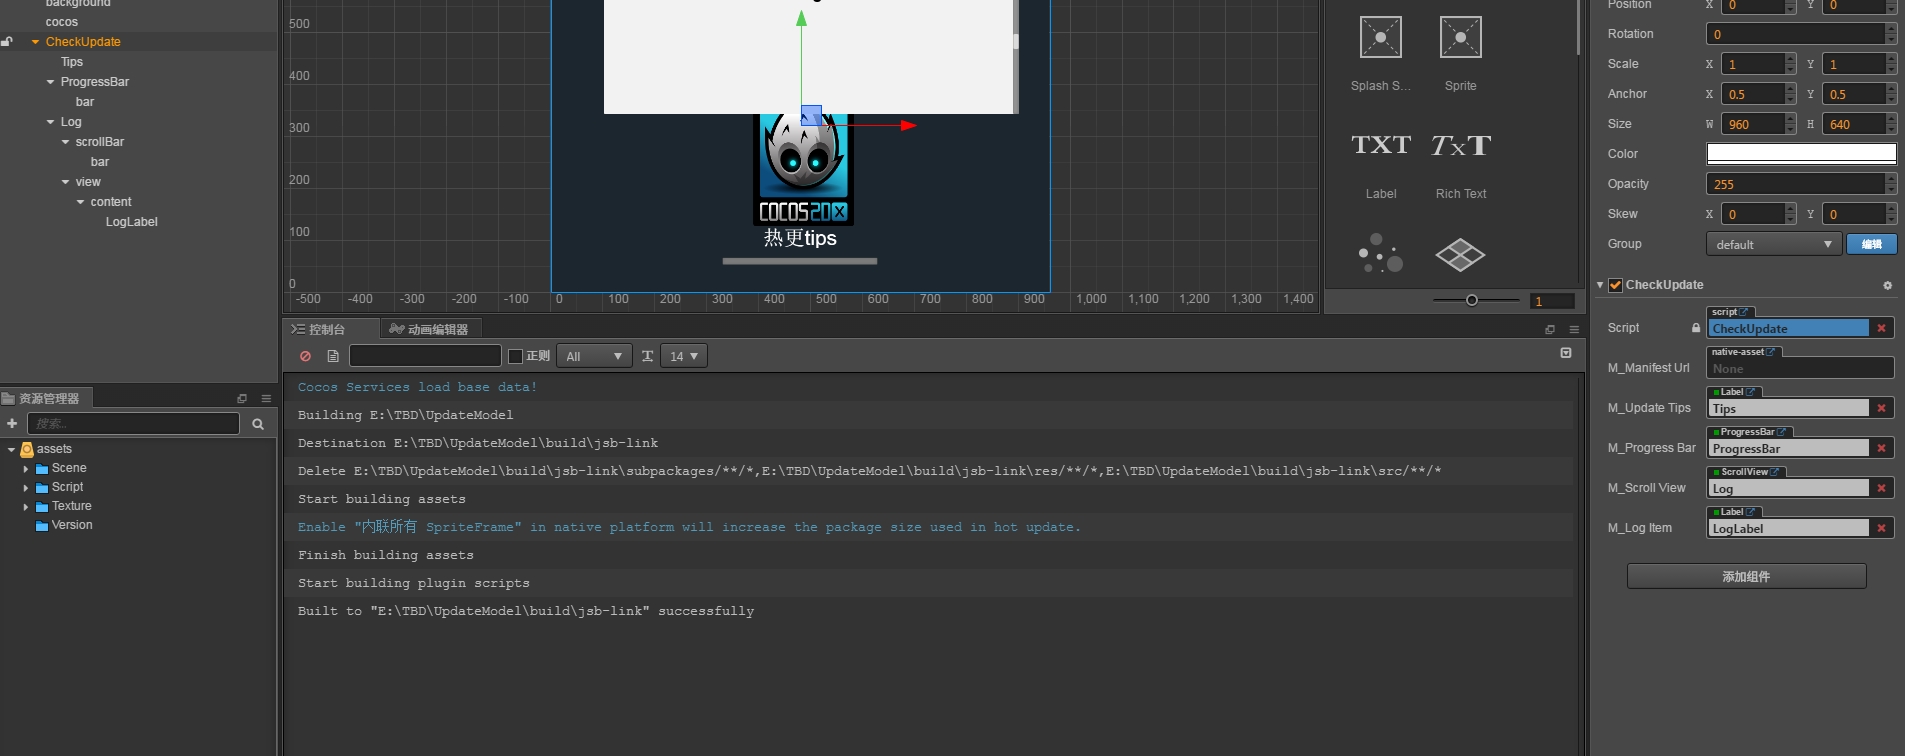 background
cocos
CheckUpdate
Tips
ProgressBar
bar
Log
scrollBar
bar
view
content
LogLabel
资源管理器
搜索...
assets
Scene
Script
Texture
Version
500
400
300
200
100
0
-500 -400 -300 -200 -100 0 100 200 300 400 500 600 700 800 900 1,000 1,100 1,200 1,300 1,400
COCOS2DX
热更tips
控制台
动画编辑器
正则
All
14
Cocos Services load base data!
Building E:\TBD\UpdateModel
Destination E:\TBD\UpdateModel\build\jsb-link
Delete E:\TBD\UpdateModel\build\jsb-link\subpackages/**/*,E:\TBD\UpdateModel\build\jsb-link\res/**/*,E:\TBD\UpdateModel\build\jsb-link\src/**/*
Start building assets
Enable "内联所有 SpriteFrame" in native platform will increase the package size used in hot update.
Finish building assets
Start building plugin scripts
Built to "E:\TBD\UpdateModel\build\jsb-link" successfully
Splash S... Sprite
TXT TxT
Label Rich Text
1
Position X 0 Y 0
Rotation 0
Scale X 1 Y 1
Anchor X 0.5 Y 0.5
Size W 960 H 640
Color
Opacity 255
Skew X 0 Y 0
Group default 编辑
CheckUpdate
script
Script CheckUpdate
native-asset
M_Manifest Url None
Label
M_Update Tips Tips
ProgressBar
M_Progress Bar ProgressBar
ScrollView
M_Scroll View Log
Label
M_Log Item LogLabel
添加组件